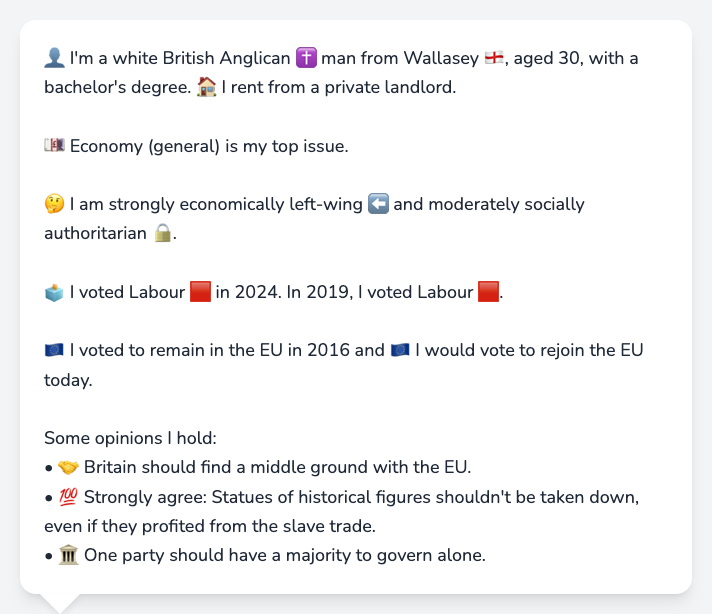 👤 I'm a white British Anglican ✝️ man from Wallasey 🏴󠁧󠁢󠁥󠁮󠁧󠁿, aged 30, with a
bachelor's degree. 🏠 I rent from a private landlord.
💷 Economy (general) is my top issue.
🤔 I am strongly economically left-wing ⬅️ and moderately socially
authoritarian 🔒.
🗳️ I voted Labour 🟥 in 2024. In 2019, I voted Labour 🟥.
🇪🇺 I voted to remain in the EU in 2016 and 🇪🇺 I would vote to rejoin the EU
today.
Some opinions I hold:
• 🤝 Britain should find a middle ground with the EU.
• 💯 Strongly agree: Statues of historical figures shouldn't be taken down,
even if they profited from the slave trade.
• 🏛️ One party should have a majority to govern alone.